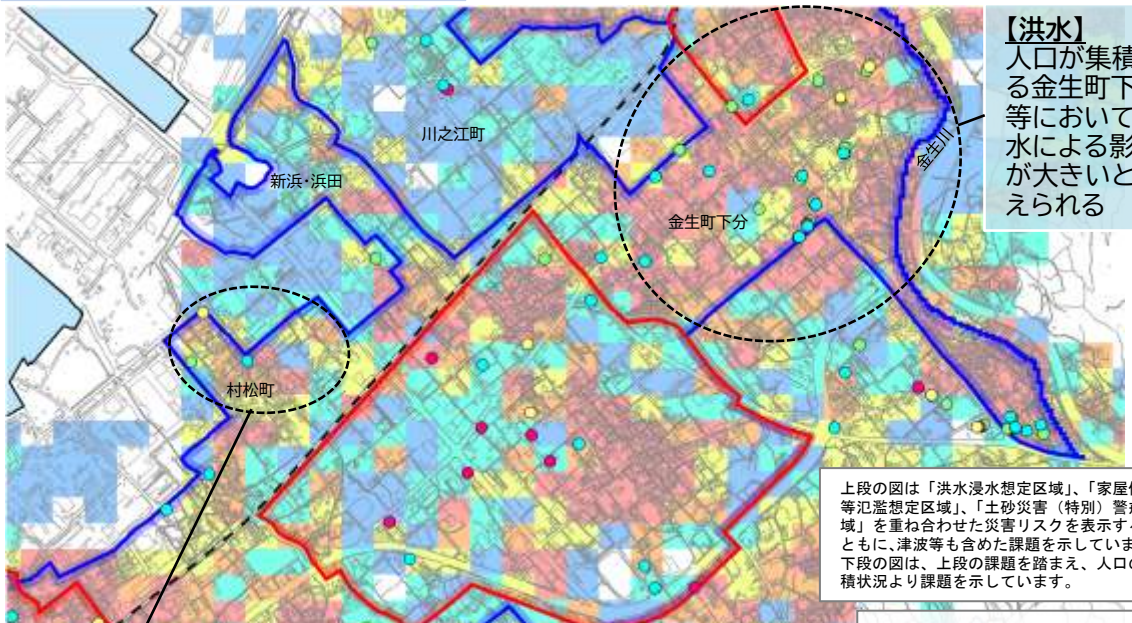 【洪水】
人口が集積
る金生町下
等において
水による影
が大きいと
えられる
川之江町
新浜・浜田
金生川
金生町下分
村松町
上段の図は「洪水浸水想定区域」、「家屋倒
等氾濫想定区域」、「土砂災害（特別）警戒
域」を重ね合わせた災害リスクを表示する
ともに、津波等も含めた課題を示していま
下段の図は、上段の課題を踏まえ、人口の
積状況より課題を示しています。